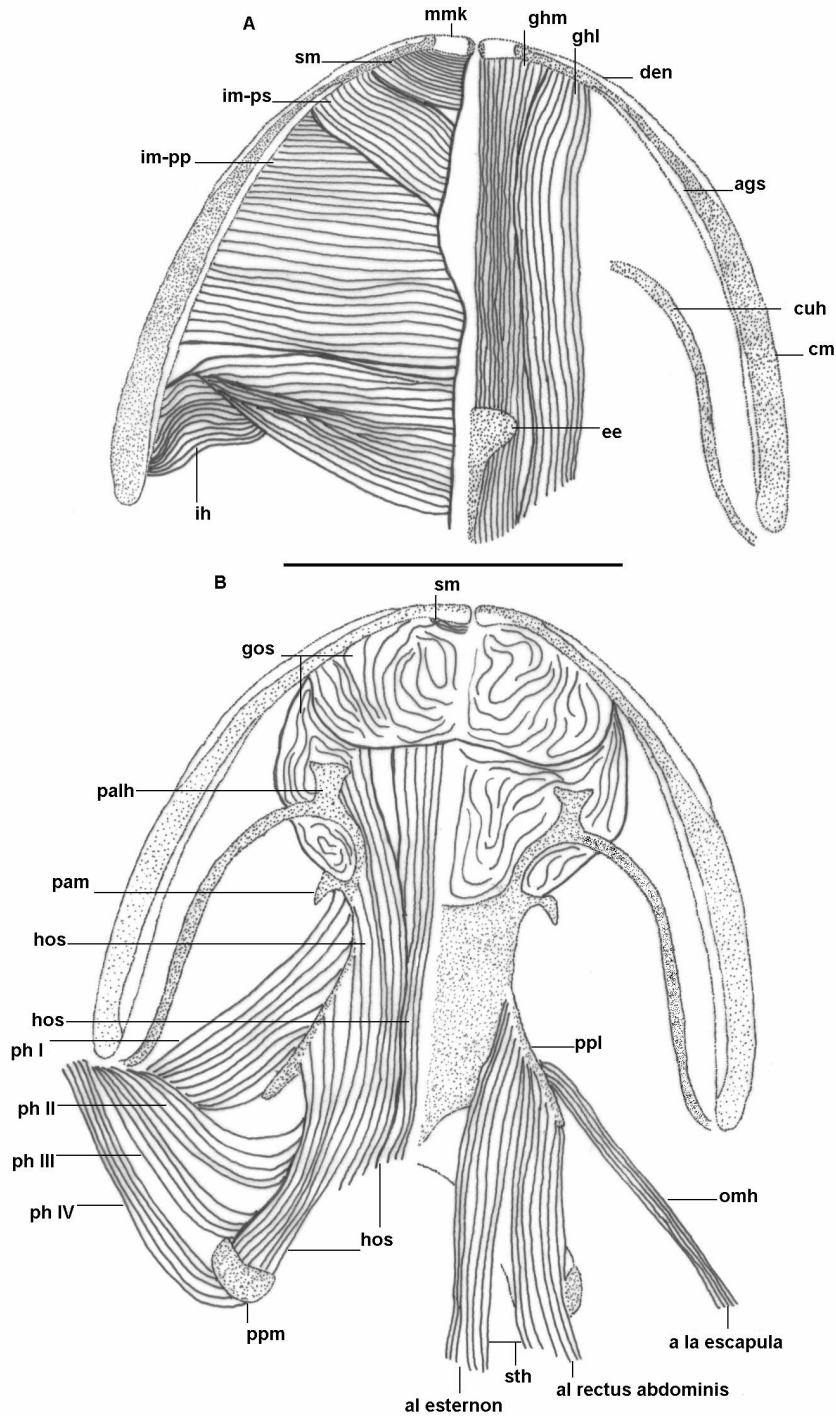 A
mmk
ghm
ghl
sm
den
im-ps
im-pp
ags
cuh
cm
ee
ih
B
sm
gos
palh
pam
hos
hos
ph I
ppl
ph II
ph III
omh
ph IV
hos
ppm
a la escapula
sth
al rectus abdominis
al esternon